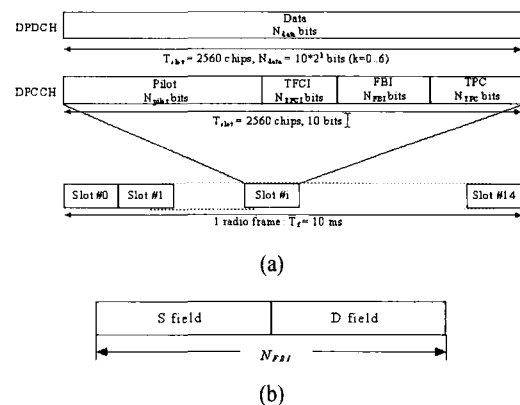 DPDCH
Data
N_data bits
T_slot = 2560 chips, N_data = 10*2^k bits (k=0..6)
DPCCH
Pilot
N_pilot bits
TFCI
N_TFCI bits
FBI
N_FBI bits
TPC
N_TPC bits
T_slot = 2560 chips, 10 bits
Slot #0
Slot #1
Slot #i
Slot #14
1 radio frame: T_f = 10 ms
(a)
S field
D field
N_FBI
(b)